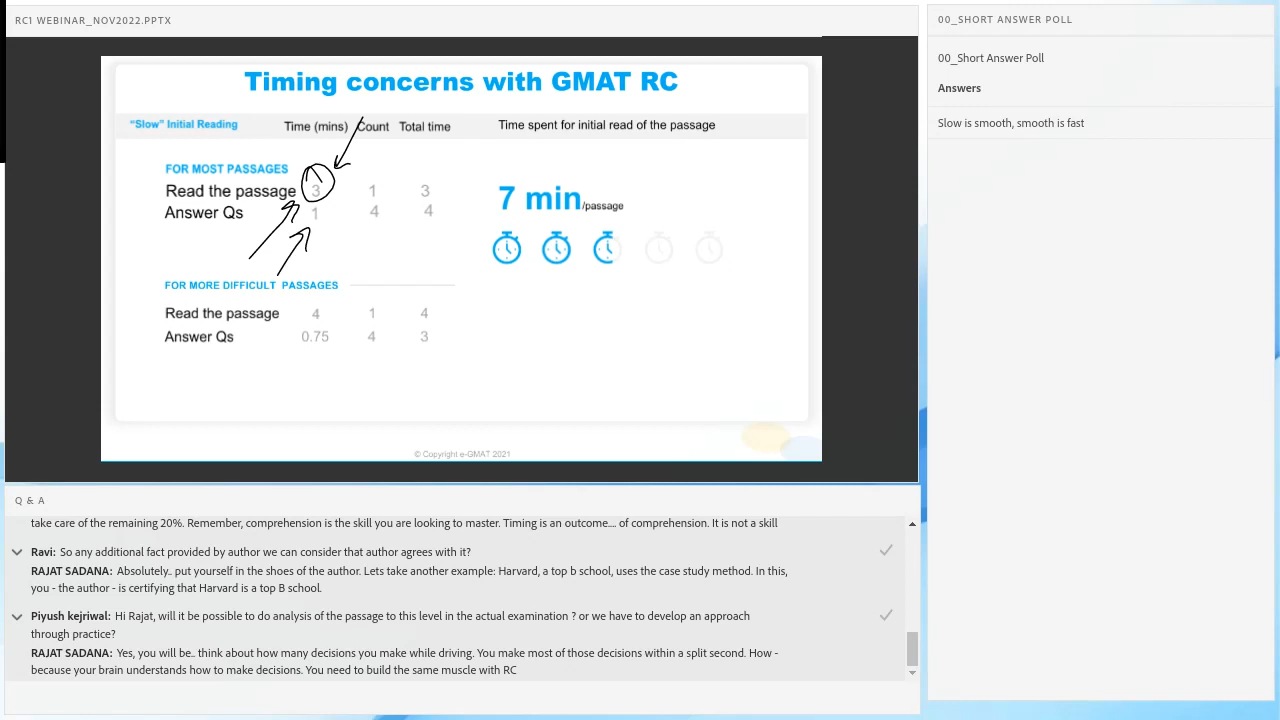 RC1 WEBINAR_NOV2022.PPTX
Timing concerns with GMAT RC
“Slow” Initial Reading Time (mins) Count Total time Time spent for initial read of the passage
FOR MOST PASSAGES
Read the passage 3 1 3
Answer Qs 1 4 4
7 min/passage
FOR MORE DIFFICULT PASSAGES
Read the passage 4 1 4
Answer Qs 0.75 4 3
© Copyright e-GMAT 2021
Q & A
take care of the remaining 20%. Remember, comprehension is the skill you are looking to master. Timing is an outcome.... of comprehension. It is not a skill
Ravi: So any additional fact provided by author we can consider that author agrees with it?
RAJAT SADANA: Absolutely.. put yourself in the shoes of the author. Lets take another example: Harvard, a top b school, uses the case study method. In this,
you - the author - is certifying that Harvard is a top B school.
Piyush kejriwal: Hi Rajat, will it be possible to do analysis of the passage to this level in the actual examination ? or we have to develop an approach
through practice?
RAJAT SADANA: Yes, you will be.. think about how many decisions you make while driving. You make most of those decisions within a split second. How -
because your brain understands how to make decisions. You need to build the same muscle with RC
00_SHORT ANSWER POLL
00_Short Answer Poll
Answers
Slow is smooth, smooth is fast